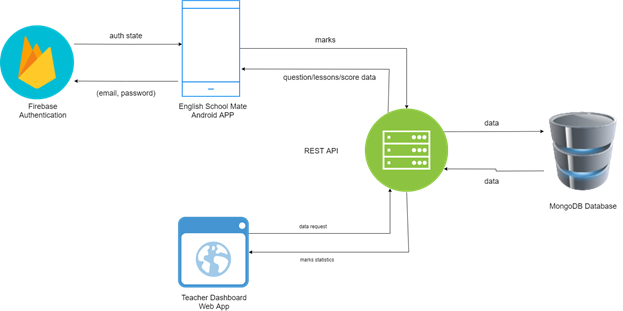 auth state
marks
question/lessons/score data
(email, password)
Firebase
Authentication
English School Mate
Android APP
REST API
data
data
MongoDB Database
data request
marks statistics
Teacher Dashboard
Web App